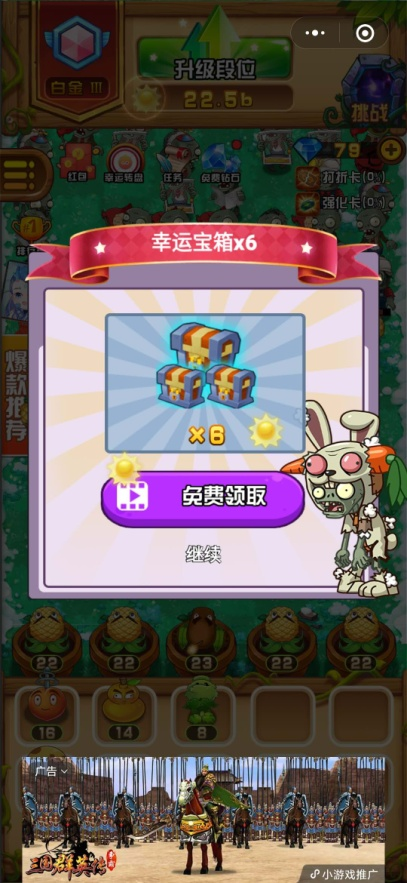 升级段位
白金 III
22.5b
挑战
79
红包
幸运转盘
任务
免费钻石
打折卡(0)
强化卡(0)
幸运宝箱x6
爆款推荐
×6
免费领取
继续
22
22
23
22
22
16
14
8
广告
三国群英传
小游戏推广